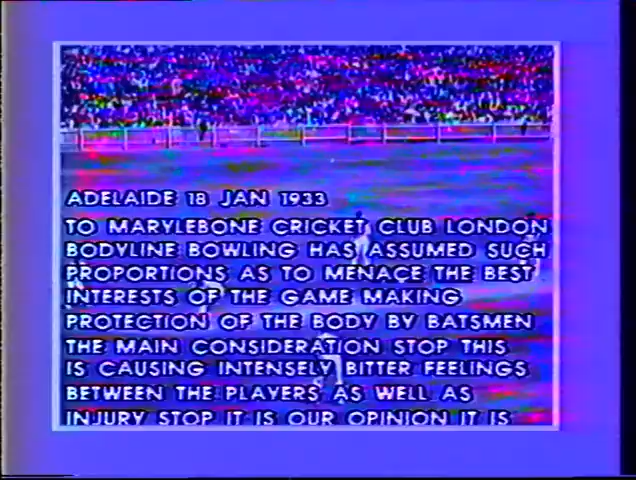 ADELAIDE 18 JAN 1933
TO MARYLEBONE CRICKET CLUB LONDON
BODYLINE BOWLING HAS ASSUMED SUCH
PROPORTIONS AS TO MENACE THE BEST
INTERESTS OF THE GAME MAKING
PROTECTION OF THE BODY BY BATSMEN
THE MAIN CONSIDERATION STOP THIS
IS CAUSING INTENSELY BITTER FEELINGS
BETWEEN THE PLAYERS AS WELL AS
INJURY STOP IT IS OUR OPINION IT IS